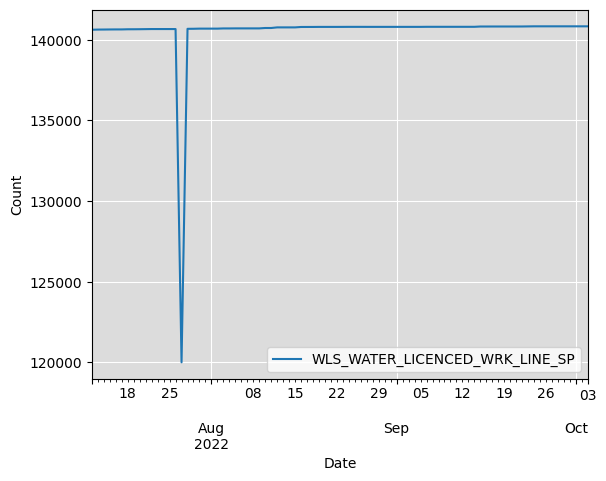 140000
135000
130000
125000
120000
Count
WLS_WATER_LICENCED_WRK_LINE_SP
18 25 08 15 22 29 05 12 19 26 03
Aug Sep Oct
2022
Date